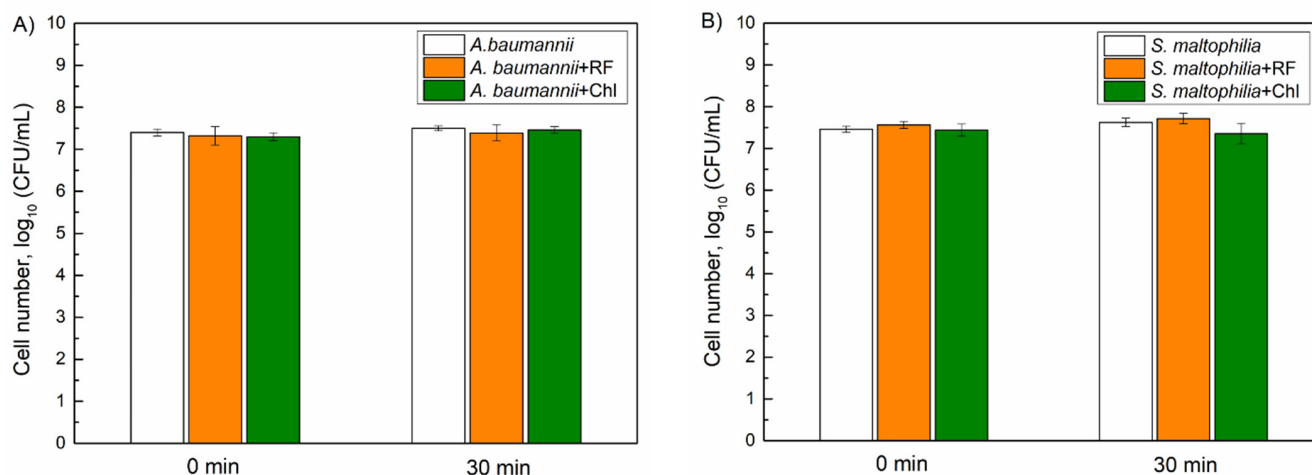 A)
Cell number, log₁₀ (CFU/mL)
10
9
8
7
6
5
4
3
2
1
0
A.baumannii
A. baumannii+RF
A. baumannii+Chl
0 min
30 min
B)
Cell number, log₁₀ (CFU/mL)
10
9
8
7
6
5
4
3
2
1
0
S. maltophilia
S. maltophilia+RF
S. maltophilia+Chl
0 min
30 min